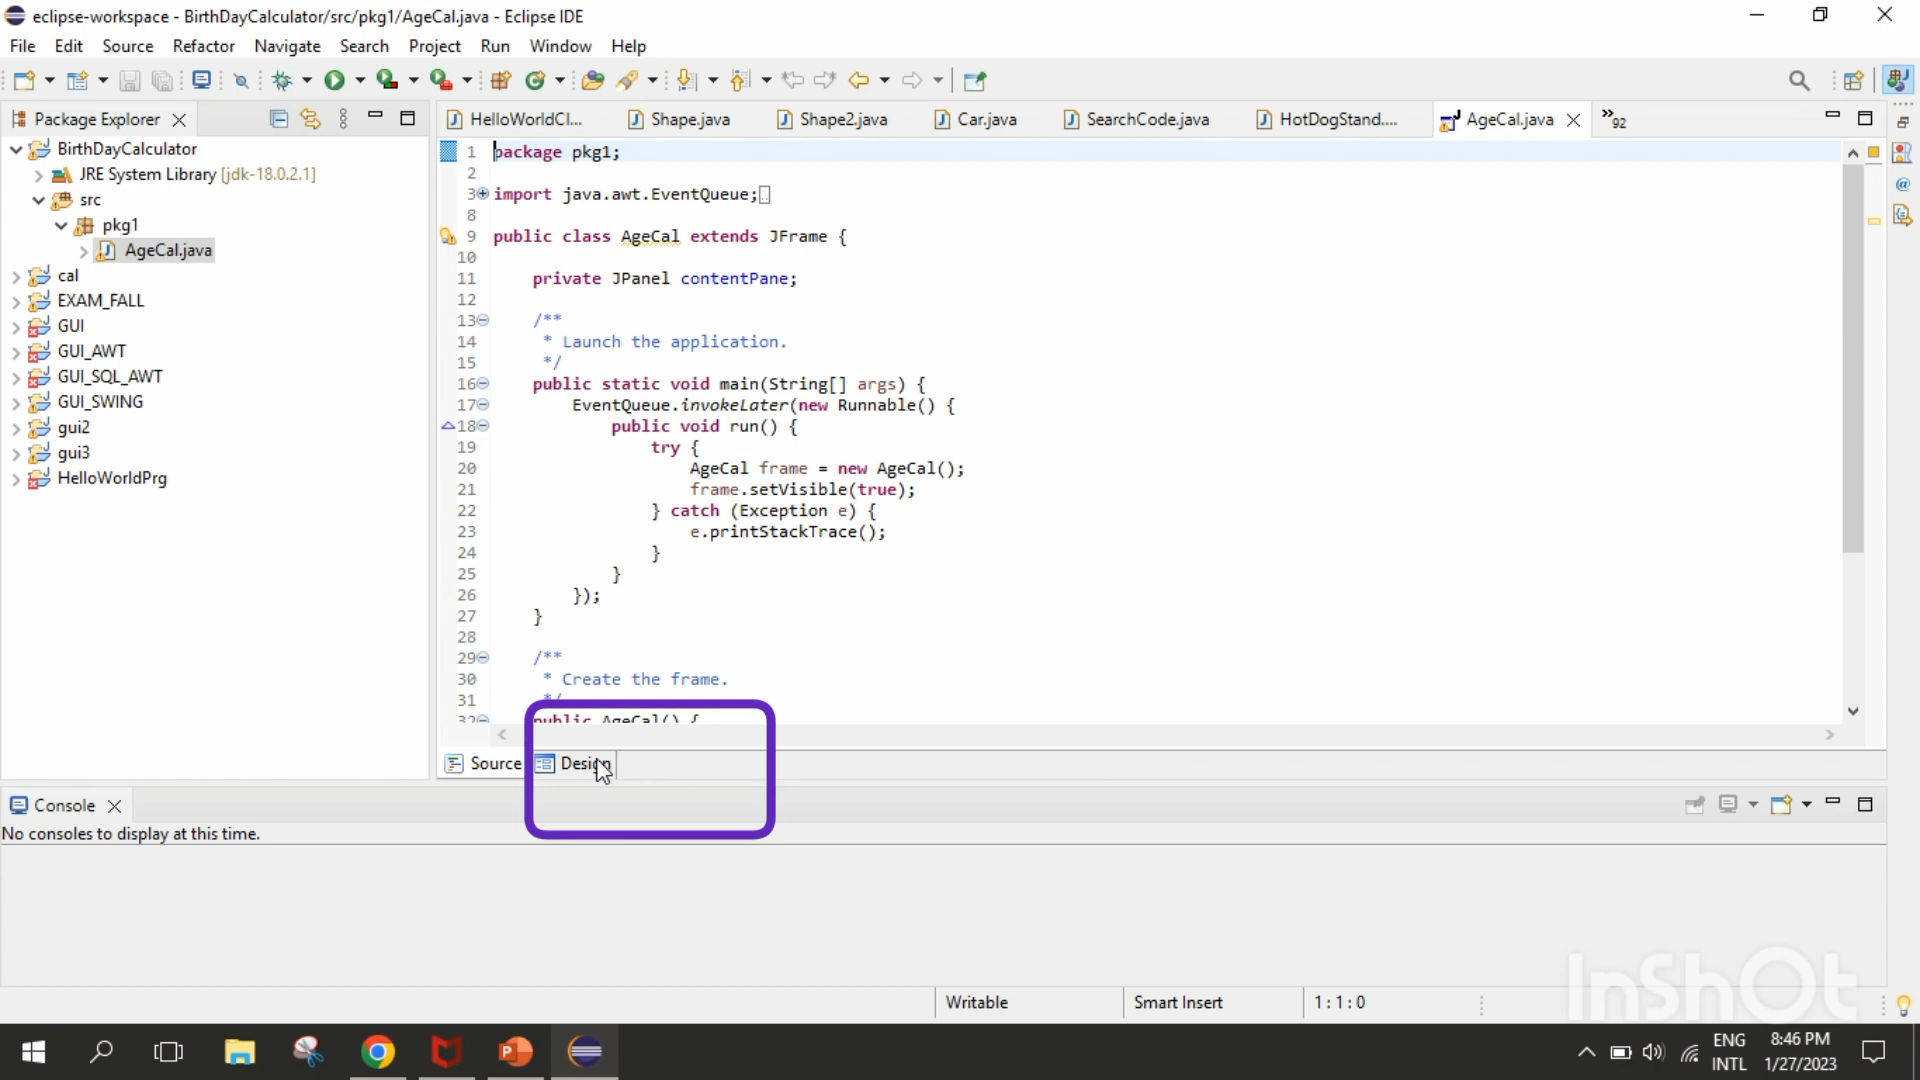 eclipse-workspace - BirthDayCalculator/src/pkg1/AgeCal.java - Eclipse IDE
File Edit Source Refactor Navigate Search Project Run Window Help
Package Explorer
HelloWorldCl... Shape.java Shape2.java Car.java SearchCode.java HotDogStand.... AgeCal.java »92
BirthDayCalculator
JRE System Library [jdk-18.0.2.1]
src
pkg1
AgeCal.java
cal
EXAM_FALL
GUI
GUI_AWT
GUI_SQL_AWT
GUI_SWING
gui2
gui3
HelloWorldPrg
1 package pkg1;
2
3 import java.awt.EventQueue;
8
9 public class AgeCal extends JFrame {
10
11 private JPanel contentPane;
12
13 /**
14 * Launch the application.
15 */
16 public static void main(String[] args) {
17 EventQueue.invokeLater(new Runnable() {
18 public void run() {
19 try {
20 AgeCal frame = new AgeCal();
21 frame.setVisible(true);
22 } catch (Exception e) {
23 e.printStackTrace();
24 }
25 }
26 });
27 }
28
29 /**
30 * Create the frame.
31 */
32 public AgeCal() {
Source Design
Console
No consoles to display at this time.
Writable Smart Insert 1 : 1 : 0
InShOt
ENG
INTL
8:46 PM
1/27/2023